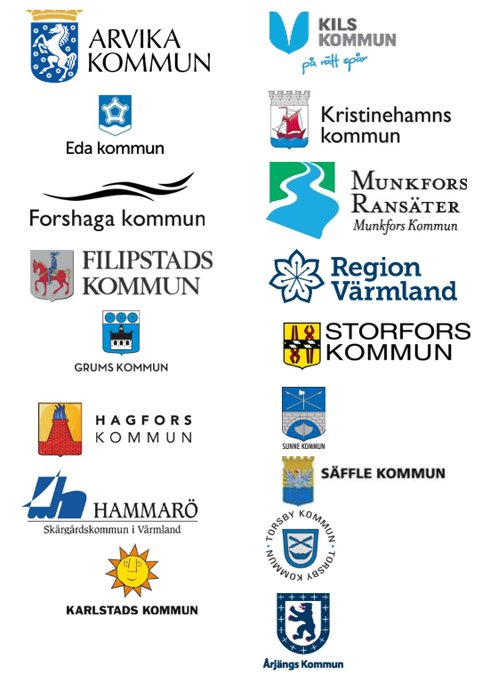 ARVIKA
KOMMUN
Eda kommun
Forshaga kommun
FILIPSTADS
KOMMUN
GRUMS KOMMUN
HAGFORS
KOMMUN
HAMMARÖ
Skärgårdskommun i Värmland
KARLSTADS KOMMUN
KILS
KOMMUN
på rätt spår
Kristinehamns
kommun
MUNKFORS
RANSÄTER
Munkfors Kommun
Region
Värmland
STORFORS
KOMMUN
SUNNE KOMMUN
SÄFFLE KOMMUN
TORSBY KOMMUN · TORSBY KOMMUN ·
Årjängs Kommun